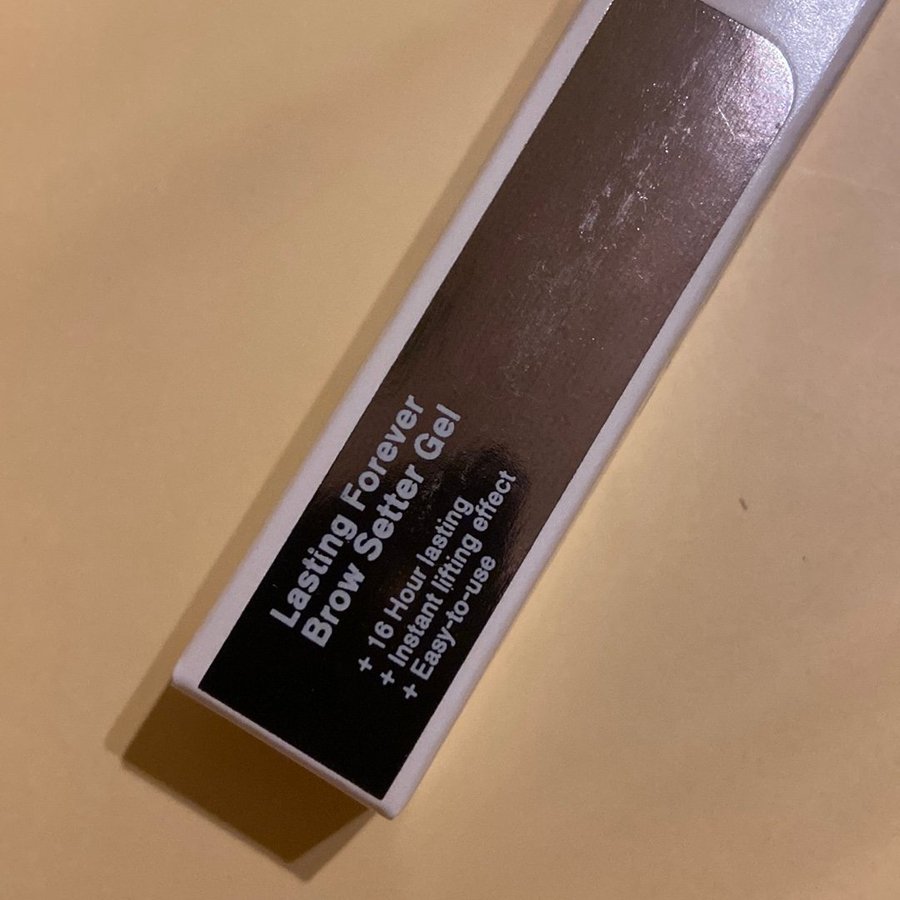 Lasting Forever
Brow Setter Gel
+ 16 Hour lasting
+ Instant lifting effect
+ Easy-to-use